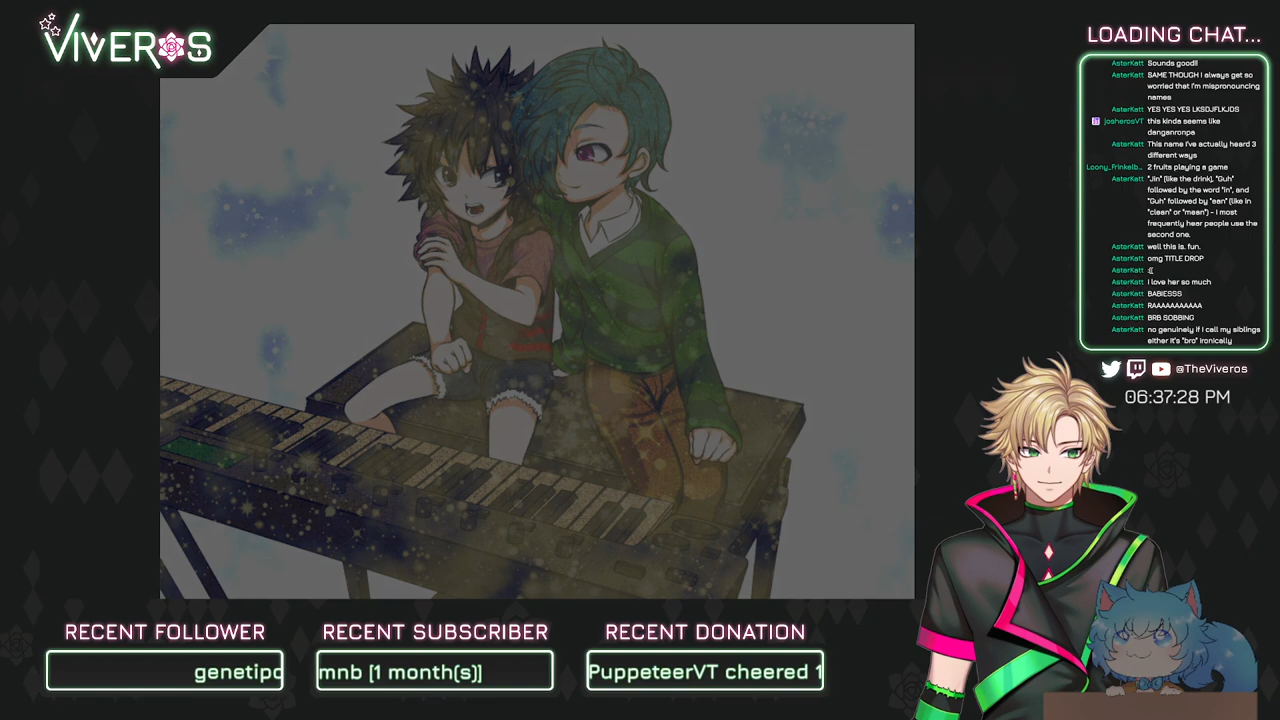 VIVEROS
LOADING CHAT...
AsterKatt Sounds good!!
AsterKatt SAME THOUGH I always get so
worried that I'm mispronouncing
names
AsterKatt YES YES YES LKSDJFLKJDS
josherosVT this kinda seems like
danganronpa
AsterKatt This name I've actually heard 3
different ways
Loony_Frinkelb... 2 fruits playing a game
AsterKatt "Jin" (like the drink), "Guh"
followed by the word "in", and
"Guh" followed by "ean" (like in
"clean" or "mean") - I most
frequently hear people use the
second one.
AsterKatt well this is. fun.
AsterKatt omg TITLE DROP
AsterKatt :((
AsterKatt I love her so much
AsterKatt BABIESSS
AsterKatt RAAAAAAAAAAA
AsterKatt BRB SOBBING
AsterKatt no genuinely if I call my siblings
either it's "bro" ironically
@TheViveros
06:37:28 PM
RECENT FOLLOWER
RECENT SUBSCRIBER
RECENT DONATION
genetipc
mnb [1 month(s)]
PuppeteerVT cheered 1